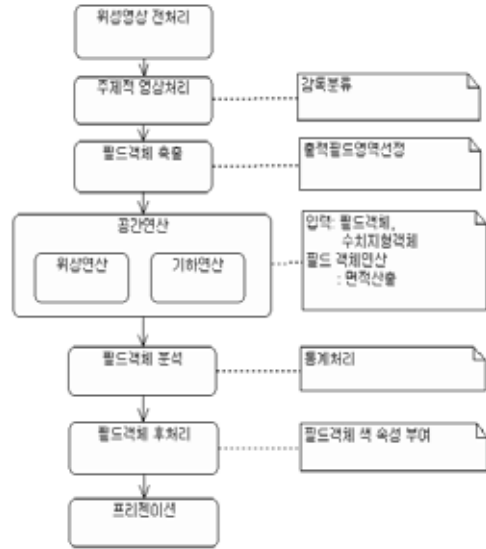 위성영상 전처리
주제적 영상처리
감독분류
필드객체 추출
출력필드영역선정
공간연산
위상연산
기하연산
입력: 필드객체,
수치지형객체
필드 객체연산
: 면적산출
필드객체 분석
통계처리
필드객체 후처리
필드객체 색 속성 부여
프리젠이션